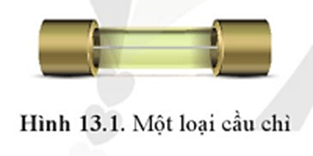 Hình 13.1. Một loại cầu chì